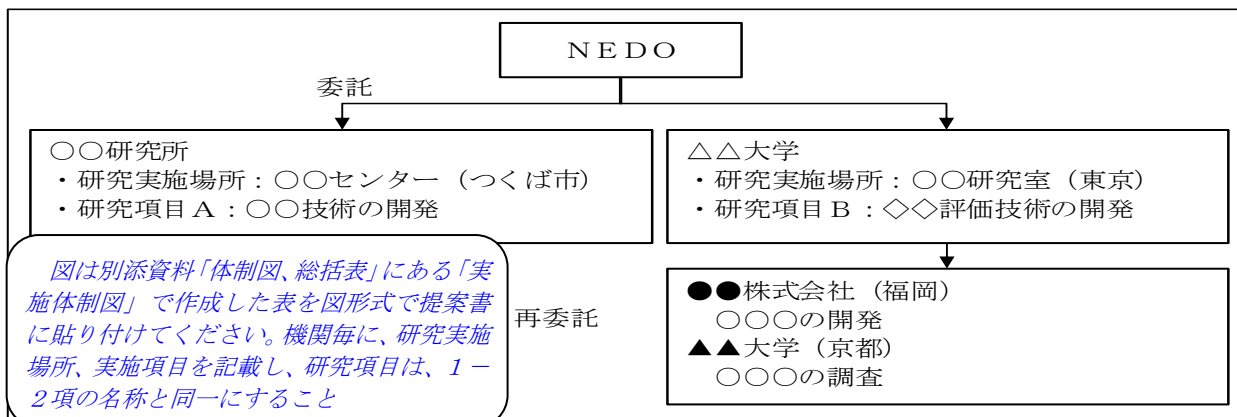 ＮＥＤＯ
委託
○○研究所
・研究実施場所：○○センター（つくば市）
・研究項目Ａ：○○技術の開発
△△大学
・研究実施場所：○○研究室（東京）
・研究項目Ｂ：◇◇評価技術の開発
図は別添資料「体制図、総括表」にある「実
施体制図」で作成した表を図形式で提案書
に貼り付けてください。機関毎に、研究実施
場所、実施項目を記載し、研究項目は、１－
２項の名称と同一にすること
再委託
●●株式会社（福岡）
○○○の開発
▲▲大学（京都）
○○○の調査